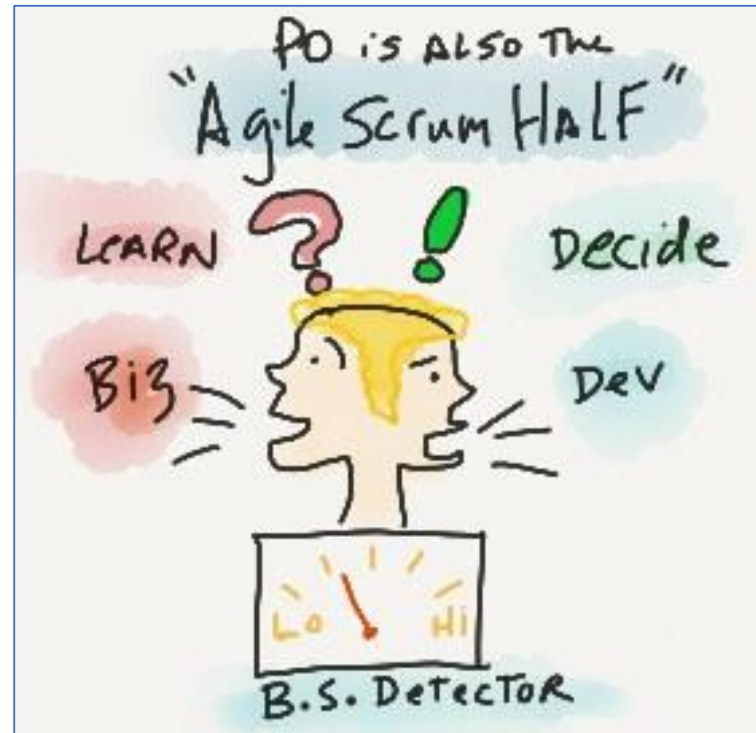 PO is ALSO THE
"Agile Scrum HALF"
LEARN ? ! Decide
Biz Dev
Lo Hi
B.S. DeTecToR